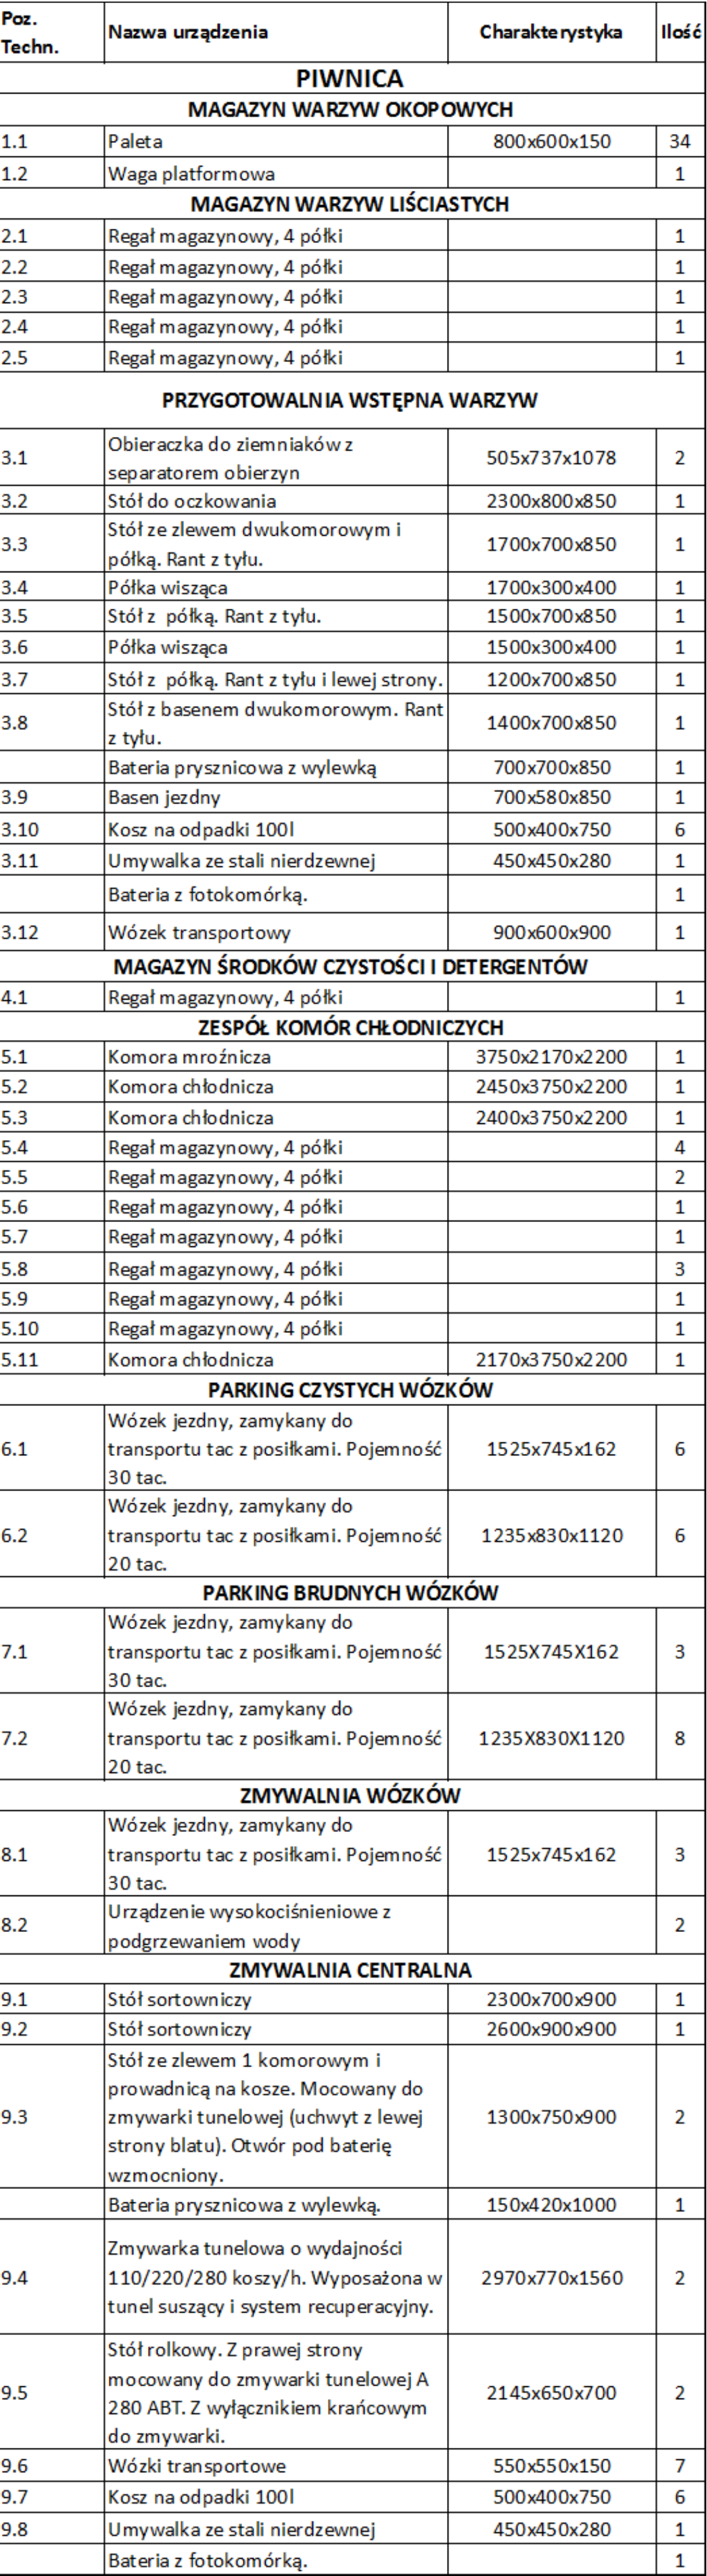 Poz. Techn. Nazwa urządzenia Charakterystyka Ilość
PIWNICA
MAGAZYN WARZYW OKOPOWYCH
1.1 Paleta 800x600x150 34
1.2 Waga platformowa 1
MAGAZYN WARZYW LIŚCIASTYCH
2.1 Regał magazynowy, 4 półki 1
2.2 Regał magazynowy, 4 półki 1
2.3 Regał magazynowy, 4 półki 1
2.4 Regał magazynowy, 4 półki 1
2.5 Regał magazynowy, 4 półki 1
PRZYGOTOWALNIA WSTĘPNA WARZYW
3.1 Obieraczka do ziemniaków z
separatorem obierzyn 505x737x1078 2
3.2 Stół do oczkowania 2300x800x850 1
3.3 Stół ze zlewem dwukomorowym i
półką. Rant z tyłu. 1700x700x850 1
3.4 Półka wisząca 1700x300x400 1
3.5 Stół z półką. Rant z tyłu. 1500x700x850 1
3.6 Półka wisząca 1500x300x400 1
3.7 Stół z półką. Rant z tyłu i lewej strony. 1200x700x850 1
3.8 Stół z basenem dwukomorowym. Rant
z tyłu. 1400x700x850 1
Bateria prysznicowa z wylewką 700x700x850 1
3.9 Basen jezdny 700x580x850 1
3.10 Kosz na odpadki 100l 500x400x750 6
3.11 Umywalka ze stali nierdzewnej 450x450x280 1
Bateria z fotokomórką. 1
3.12 Wózek transportowy 900x600x900 1
MAGAZYN ŚRODKÓW CZYSTOŚCI I DETERGENTÓW
4.1 Regał magazynowy, 4 półki 1
ZESPÓŁ KOMÓR CHŁODNICZYCH
5.1 Komora mroźnicza 3750x2170x2200 1
5.2 Komora chłodnicza 2450x3750x2200 1
5.3 Komora chłodnicza 2400x3750x2200 1
5.4 Regał magazynowy, 4 półki 4
5.5 Regał magazynowy, 4 półki 2
5.6 Regał magazynowy, 4 półki 1
5.7 Regał magazynowy, 4 półki 1
5.8 Regał magazynowy, 4 półki 3
5.9 Regał magazynowy, 4 półki 1
5.10 Regał magazynowy, 4 półki 1
5.11 Komora chłodnicza 2170x3750x2200 1
PARKING CZYSTYCH WÓZKÓW
6.1 Wózek jezdny, zamykany do
transportu tac z posiłkami. Pojemność
30 tac. 1525x745x162 6
6.2 Wózek jezdny, zamykany do
transportu tac z posiłkami. Pojemność
20 tac. 1235x830x1120 6
PARKING BRUDNYCH WÓZKÓW
7.1 Wózek jezdny, zamykany do
transportu tac z posiłkami. Pojemność
30 tac. 1525X745X162 3
7.2 Wózek jezdny, zamykany do
transportu tac z posiłkami. Pojemność
20 tac. 1235X830X1120 8
ZMYWALNIA WÓZKÓW
8.1 Wózek jezdny, zamykany do
transportu tac z posiłkami. Pojemność
30 tac. 1525x745x162 3
8.2 Urządzenie wysokociśnieniowe z
podgrzewaniem wody 2
ZMYWALNIA CENTRALNA
9.1 Stół sortowniczy 2300x700x900 1
9.2 Stół sortowniczy 2600x900x900 1
9.3 Stół ze zlewem 1 komorowym i
prowadnicą na kosze. Mocowany do
zmywarki tunelowej (uchwyt z lewej
strony blatu). Otwór pod baterię
wzmocniony. 1300x750x900 2
Bateria prysznicowa z wylewką. 150x420x1000 1
9.4 Zmywarka tunelowa o wydajności
110/220/280 koszy/h. Wyposażona w
tunel suszący i system recuperacyjny. 2970x770x1560 2
9.5 Stół rolkowy. Z prawej strony
mocowany do zmywarki tunelowej A
280 ABT. Z wyłącznikiem krańcowym
do zmywarki. 2145x650x700 2
9.6 Wózki transportowe 550x550x150 7
9.7 Kosz na odpadki 100l 500x400x750 6
9.8 Umywalka ze stali nierdzewnej 450x450x280 1
Bateria z fotokomórką. 1